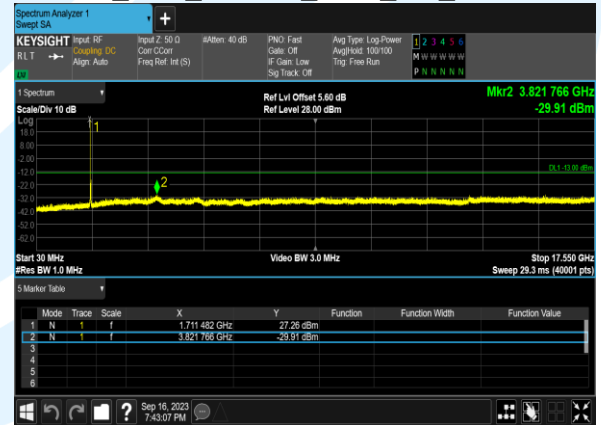 Spectrum Analyzer 1
Swept SA
+
KEYSIGHT
RLT
LV
Input: RF
Coupling: DC
Align: Auto
Input Z: 50 Ω
Corr CCorr
Freq Ref: Int (S)
#Atten: 40 dB
PNO: Fast
Gate: Off
IF Gain: Low
Sig Track: Off
Avg Type: Log-Power
Avg|Hold: 100/100
Trig: Free Run
1 2 3 4 5 6
M W W W W W
P N N N N N
1 Spectrum
Scale/Div 10 dB
Ref Lvl Offset 5.60 dB
Ref Level 28.00 dBm
Mkr2 3.821 766 GHz
-29.91 dBm
Log
18.0
8.00
-2.00
-12.0
-22.0
-32.0
-42.0
-52.0
-62.0
1
2
DL1 -13.00 dBm
Start 30 MHz
#Res BW 1.0 MHz
Video BW 3.0 MHz
Stop 17.550 GHz
Sweep 29.3 ms (40001 pts)
5 Marker Table
Mode Trace Scale X Y Function Function Width Function Value
1 N 1 f 1.711 482 GHz 27.26 dBm
2 N 1 f 3.821 766 GHz -29.91 dBm
3
4
5
6
?
Sep 16, 2023
7:43:07 PM